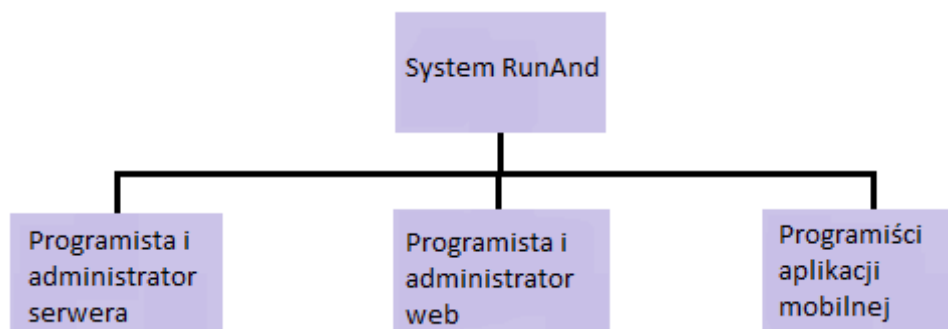 System RunAnd
Programista i
administrator
serwera
Programista i
administrator
web
Programiści
aplikacji
mobilnej